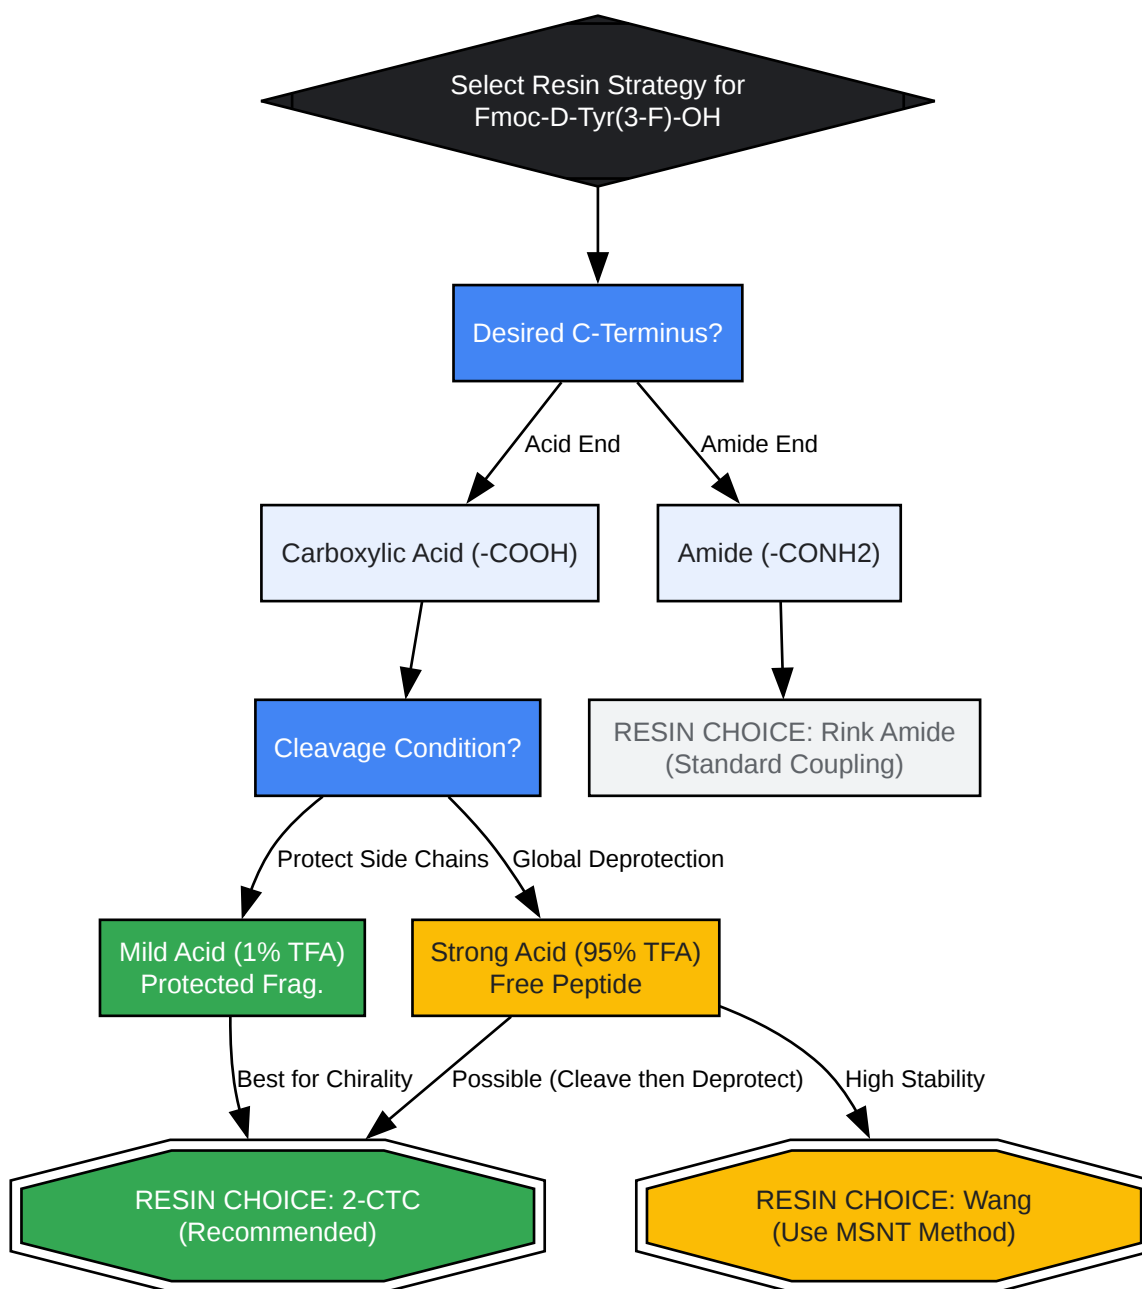 Select Resin Strategy for
Fmoc-D-Tyr(3-F)-OH
Desired C-Terminus?
Acid End
Amide End
Carboxylic Acid (-COOH)
Amide (-CONH2)
Cleavage Condition?
RESIN CHOICE: Rink Amide
(Standard Coupling)
Protect Side Chains
Global Deprotection
Mild Acid (1% TFA)
Protected Frag.
Strong Acid (95% TFA)
Free Peptide
Best for Chirality
Possible (Cleave then Deprotect)
High Stability
RESIN CHOICE: 2-CTC
(Recommended)
RESIN CHOICE: Wang
(Use MSNT Method)